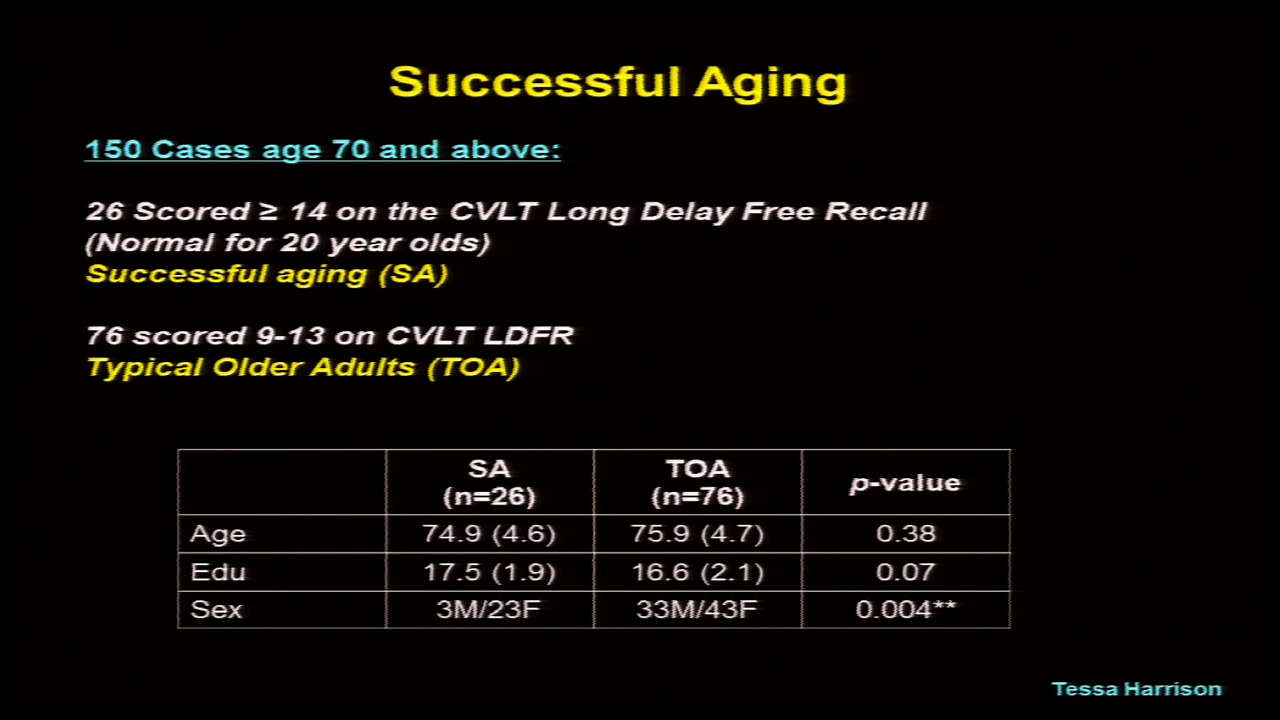 Successful Aging
150 Cases age 70 and above:
26 Scored ≥ 14 on the CVLT Long Delay Free Recall
(Normal for 20 year olds)
Successful aging (SA)
76 scored 9-13 on CVLT LDFR
Typical Older Adults (TOA)
SA (n=26) TOA (n=76) p-value
Age 74.9 (4.6) 75.9 (4.7) 0.38
Edu 17.5 (1.9) 16.6 (2.1) 0.07
Sex 3M/23F 33M/43F 0.004**
Tessa Harrison